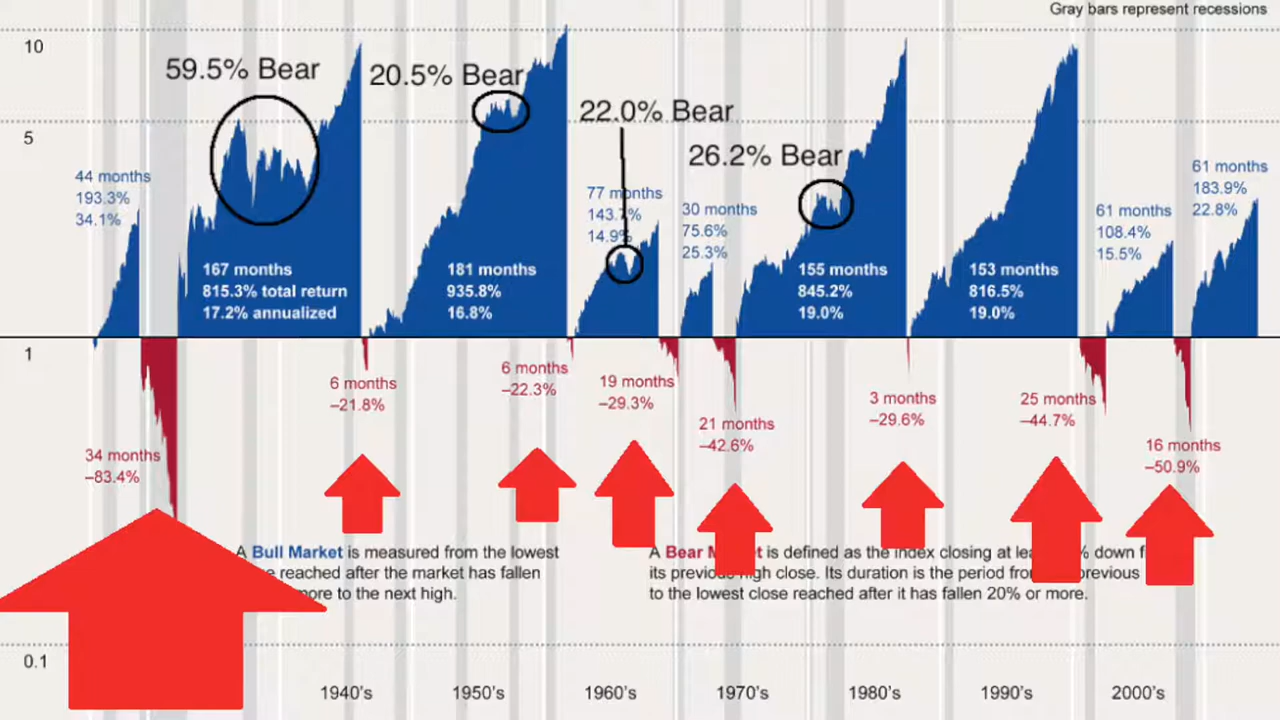 Gray bars represent recessions
10
59.5% Bear
20.5% Bear
22.0% Bear
5
26.2% Bear
44 months
193.3%
34.1%
167 months
815.3% total return
17.2% annualized
181 months
935.8%
16.8%
77 months
143.7%
14.9%
30 months
75.6%
25.3%
155 months
845.2%
19.0%
153 months
816.5%
19.0%
61 months
108.4%
15.5%
61 months
183.9%
22.8%
1
34 months
–83.4%
6 months
–21.8%
6 months
–22.3%
19 months
–29.3%
21 months
–42.6%
3 months
–29.6%
25 months
–44.7%
16 months
–50.9%
A Bull Market is measured from the lowest
reached after the market has fallen
to the next high.
A Bear is defined as the index closing at % down
its previous high close. Its duration is the period previous
to the lowest close reached after it has fallen 20% or more.
0.1
1940's
1950's
1960's
1970's
1980's
1990's
2000's